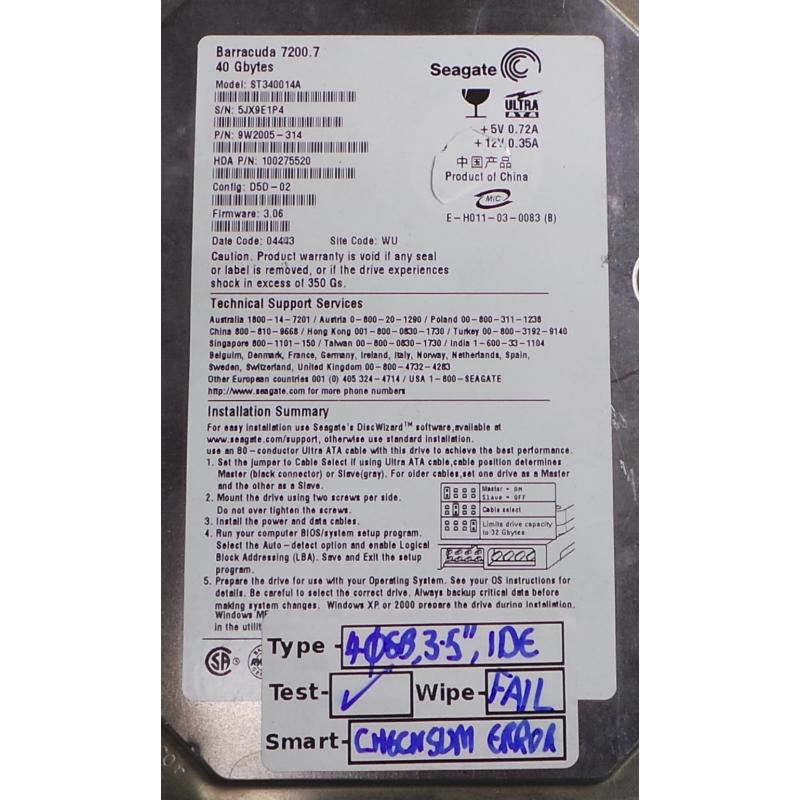 Barracuda 7200.7
40 Gbytes
Model: ST340014A
S/N: 5JX9E1P4
P/N: 9W2005-314
HDA P/N: 100275520
Config: D5D-02
Firmware: 3.06
Date Code: 04443 Site Code: WU
Seagate
ULTRA
ATA
+5V 0.72A
+12V 0.35A
中国产品
Product of China
MIC
E-H011-03-0083 (B)
Caution. Product warranty is void if any seal
or label is removed, or if the drive experiences
shock in excess of 350 Gs.
Technical Support Services
Australia 1800-14-7201 / Austria 0-800-20-1290 / Poland 00-800-311-1238
China 800-810-9668 / Hong Kong 001-800-0830-1730 / Turkey 00-800-3192-9140
Singapore 800-1101-150 / Taiwan 00-800-0830-1730 / India 1-600-33-1104
Belguim, Denmark, France, Germany, Ireland, Italy, Norway, Netherlands, Spain,
Sweden, Switzerland, United Kingdom 00-800-4732-4283
Other European countries 001 (0) 405 324-4714 / USA 1-800-SEAGATE
http://www.seagate.com for more phone numbers
Installation Summary
For easy installation use Seagate's DiscWizard™ software,available at
www.seagate.com/support, otherwise use standard installation.
use an 80-conductor Ultra ATA cable with this drive to achieve the best performance.
1. Set the jumper to Cable Select if using Ultra ATA cable,cable position determines
Master (black connector) or Slave(gray). For older cables,set one drive as a Master
and the other as a Slave.
2. Mount the drive using two screws per side.
Do not over tighten the screws.
3. Install the power and data cables.
4. Run your computer BIOS/system setup program.
Select the Auto-detect option and enable Logical
Block Addressing (LBA). Save and Exit the setup
program.
Master - ON
Slave - OFF
Cable select
Limits drive capacity
to 32 Gbytes
5. Prepare the drive for use with your Operating System. See your OS instructions for
details. Be careful to select the correct drive. Always backup critical data before
making system changes. Windows XP or 2000 prepare the drive during installation.
Windows
in the utilit
Type - 40GB, 3.5", IDE
Test- ✓ Wipe- FAIL
Smart- CHECKSUM ERROR